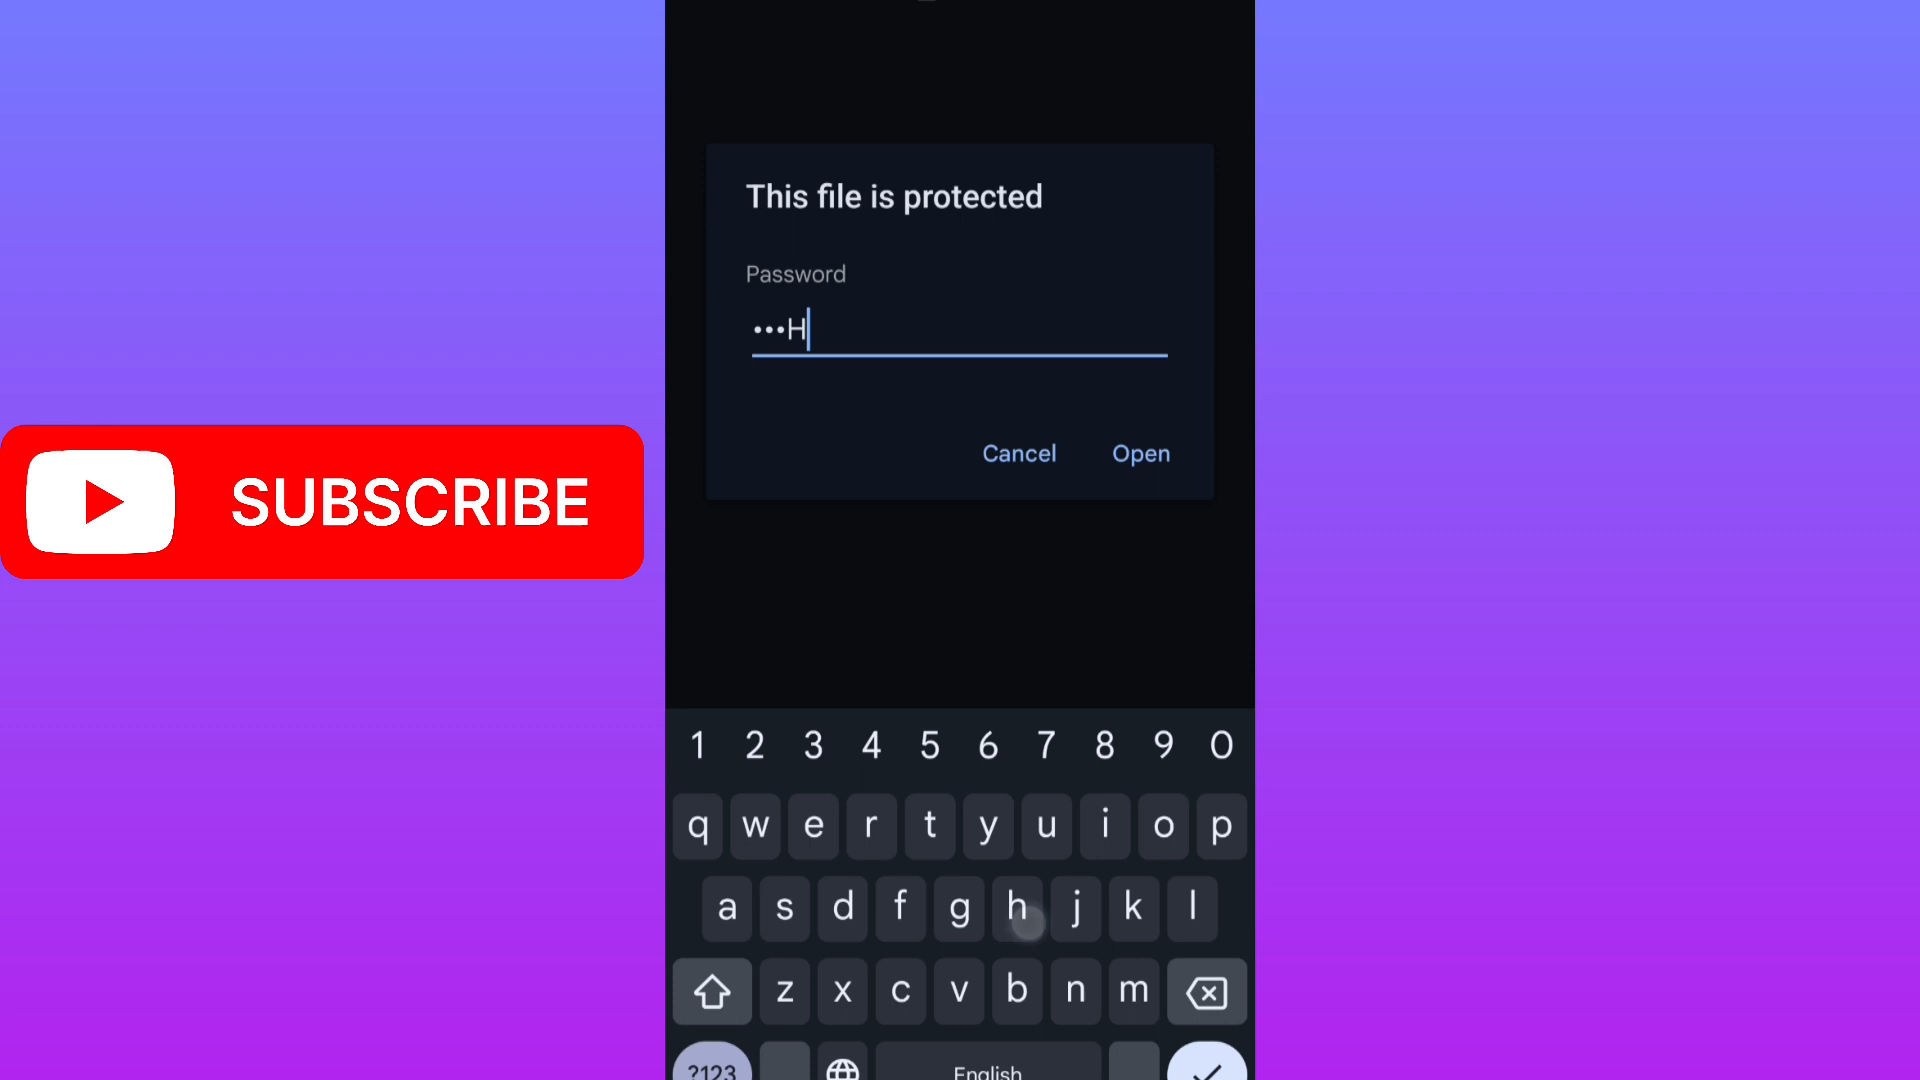 This file is protected
Password
•••H
Cancel Open
SUBSCRIBE
1 2 3 4 5 6 7 8 9 0
q w e r t y u i o p
a s d f g h j k l
z x c v b n m
?123 English